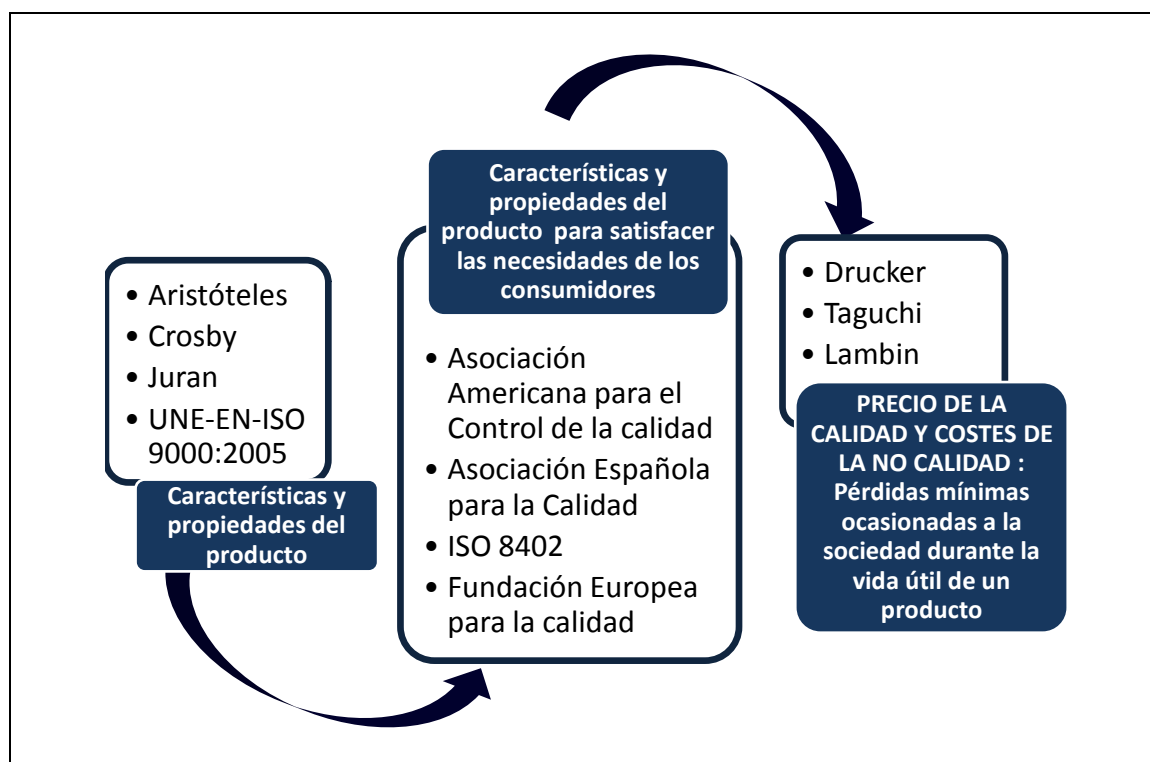 • Aristóteles
• Crosby
• Juran
• UNE-EN-ISO
9000:2005
Características y
propiedades del
producto
Características y
propiedades del
producto para satisfacer
las necesidades de los
consumidores
• Asociación
Americana para el
Control de la calidad
• Asociación Española
para la Calidad
• ISO 8402
• Fundación Europea
para la calidad
• Drucker
• Taguchi
• Lambin
PRECIO DE LA
CALIDAD Y COSTES DE
LA NO CALIDAD :
Pérdidas mínimas
ocasionadas a la
sociedad durante la
vida útil de un
producto